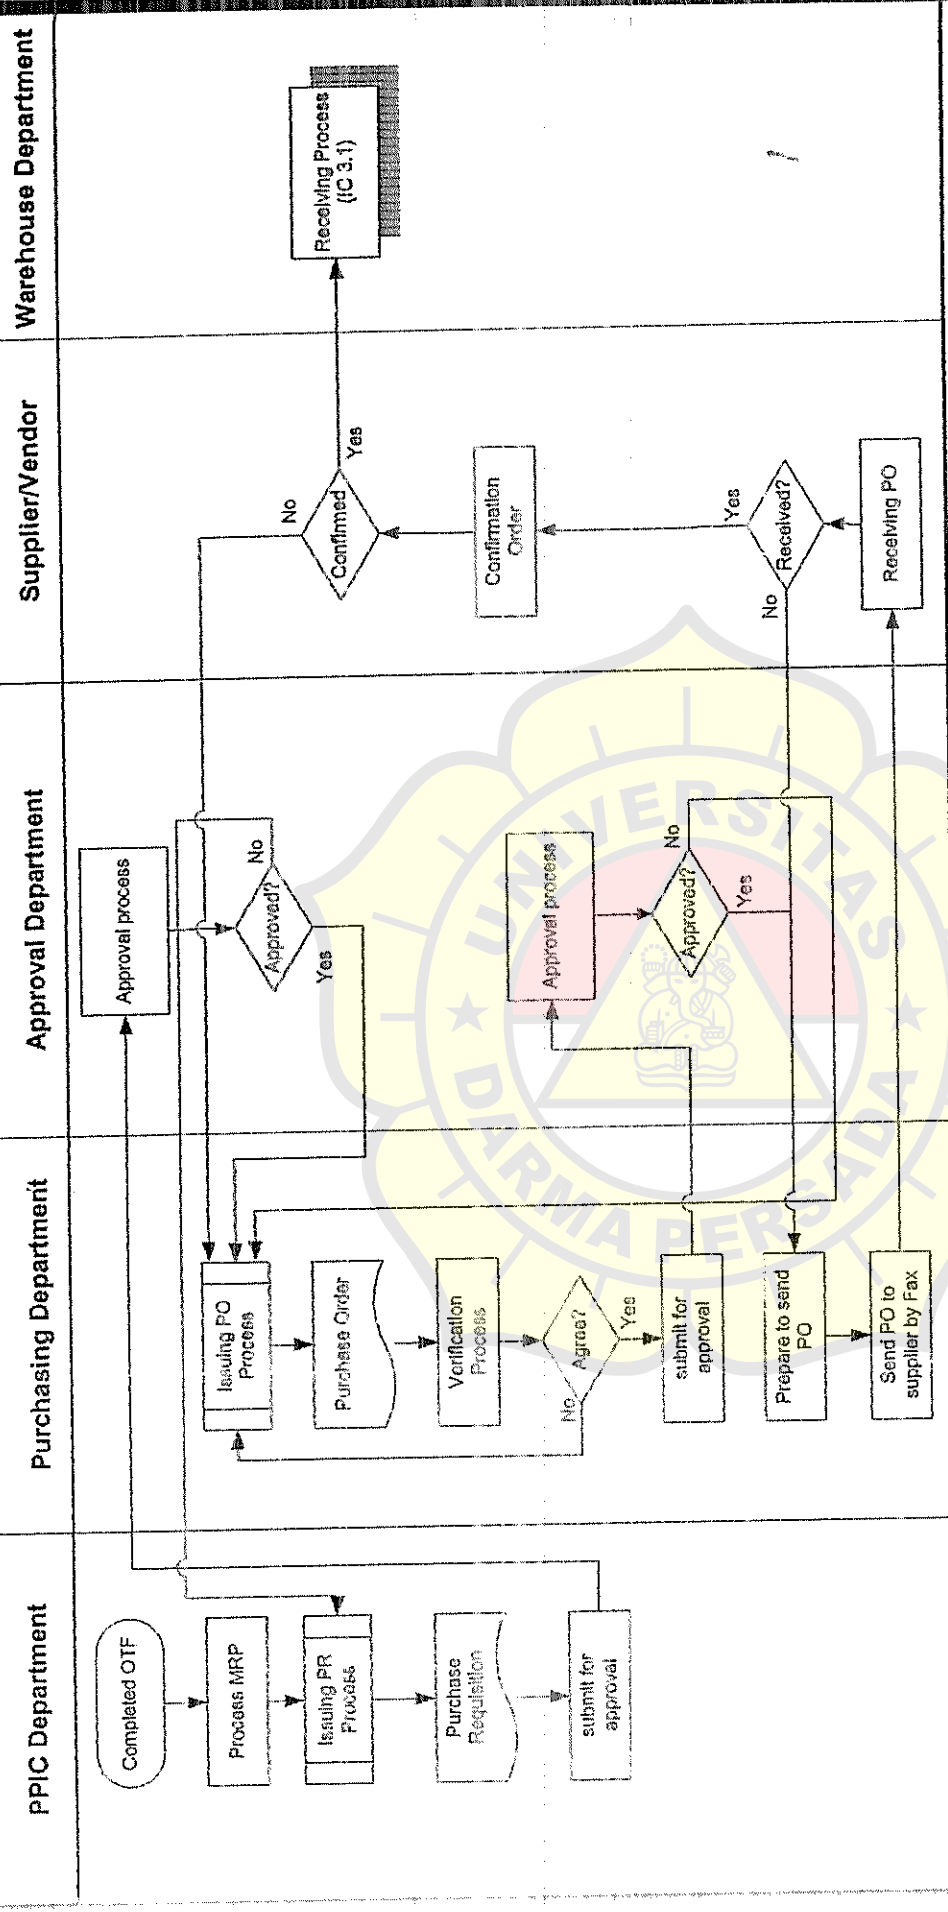 PPIC Department
Purchasing Department
Approval Department
Supplier/Vendor
Warehouse Department
Completed OTF
Process MRP
Issuing PR
Process
Purchase
Requisition
submit for
approval
Issuing PO
Process
Purchase Order
Verification
Process
Agree?
No
Yes
submit for
approval
Prepare to send
PO
Send PO to
supplier by Fax
Approval process
Approved?
No
Yes
Approval process
Approved?
No
Yes
Receiving PO
Received?
No
Yes
Confirmation
Order
Confirmed
No
Yes
Receiving Process
(IC 3.1)
UNIVERSITAS
DARMA PERSADA